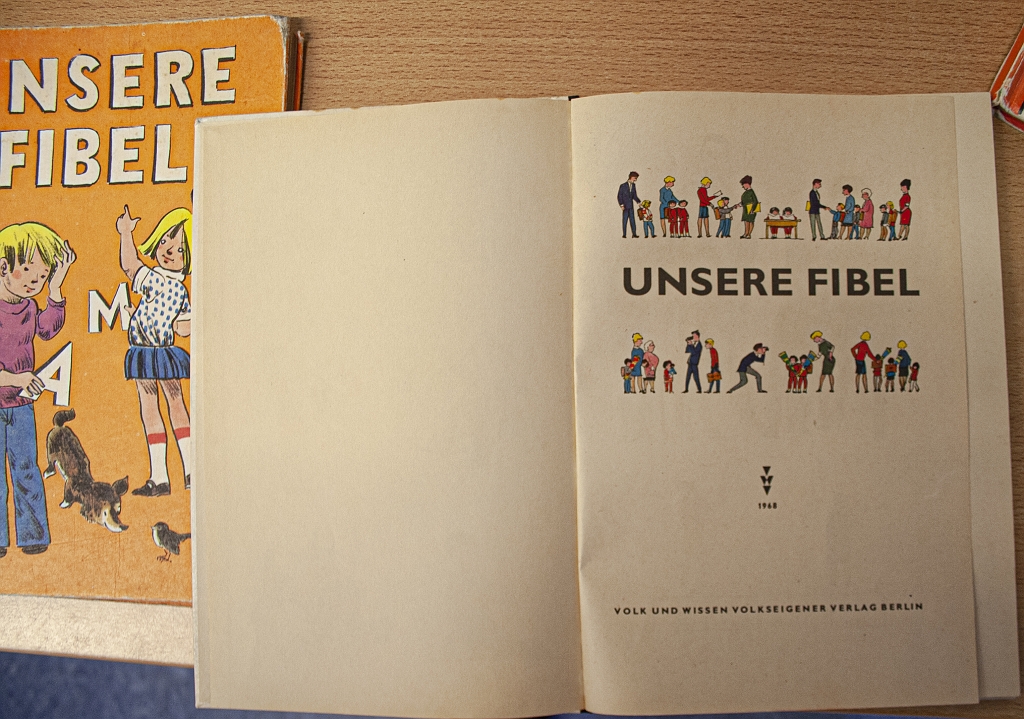 NSERE
FIBEL
M
A
UNSERE FIBEL
1968
VOLK UND WISSEN VOLKSEIGENER VERLAG BERLIN